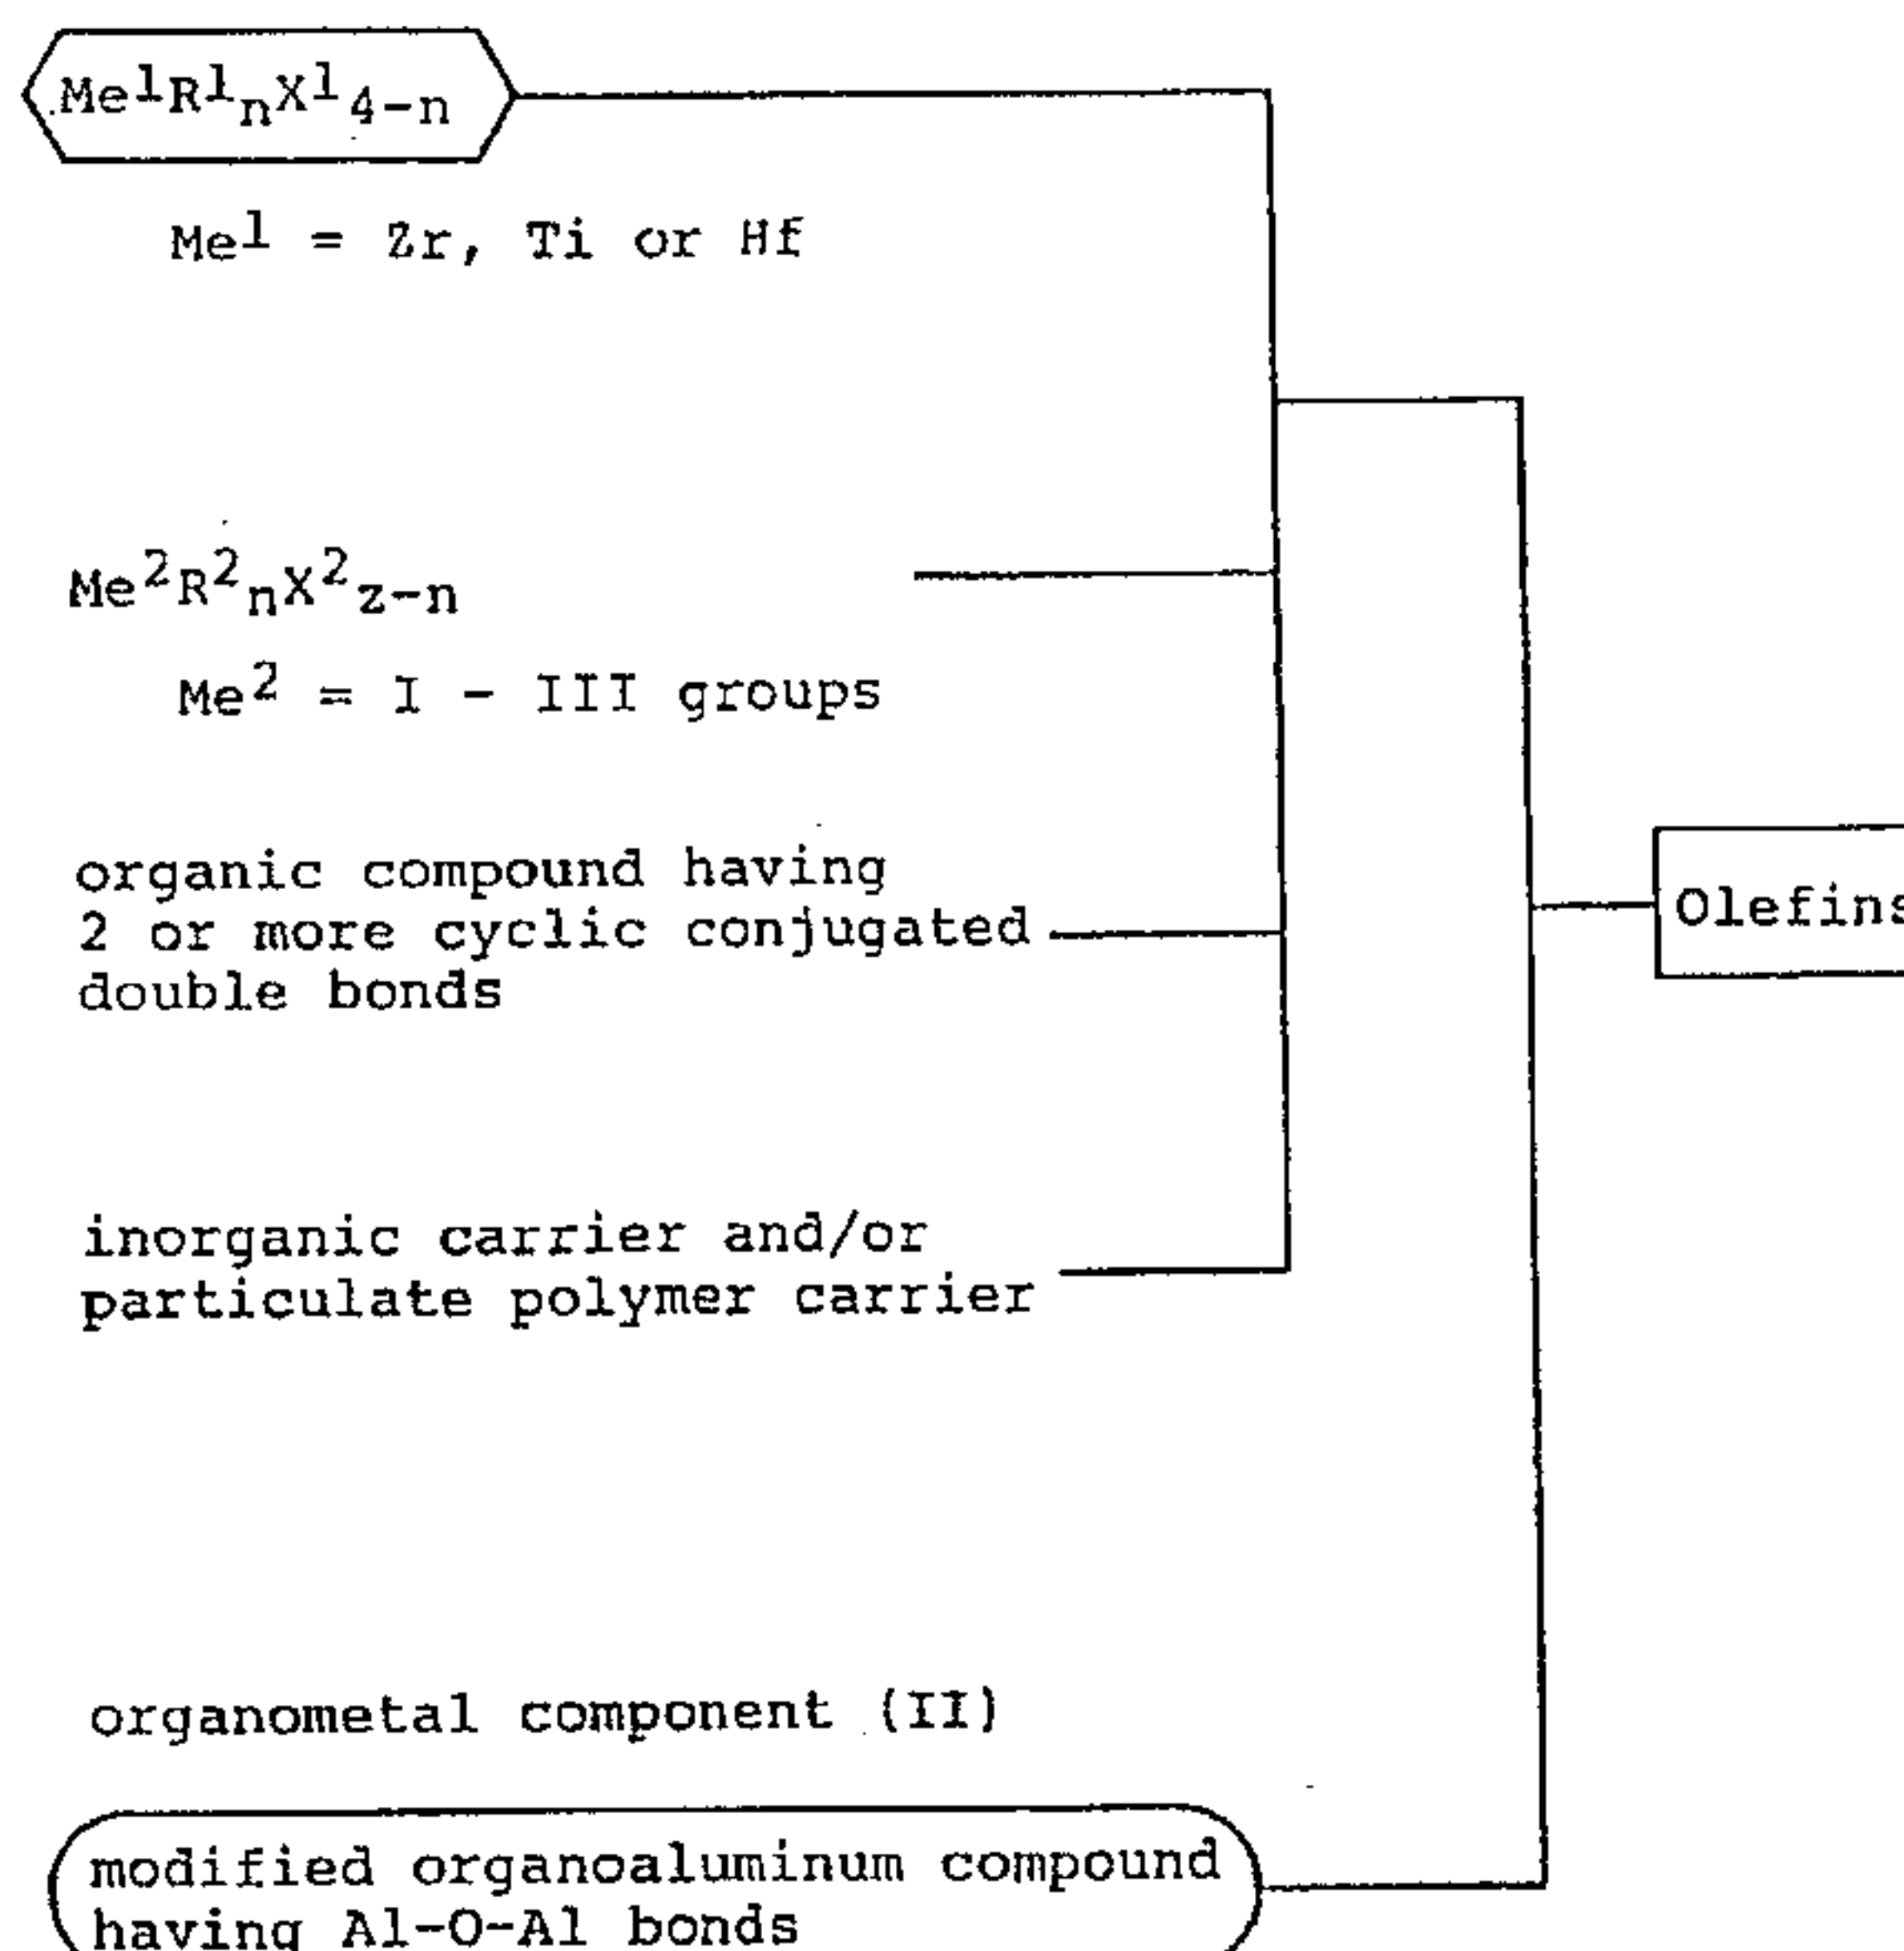 Me¹R¹ₙX¹₄₋ₙ
Me¹ = Zr, Ti or Hf
Me²R²ₙX²z₋ₙ
Me² = I - III groups
organic compound having
2 or more cyclic conjugated
double bonds
Olefins
inorganic carrier and/or
particulate polymer carrier
organometal component (II)
modified organoaluminum compound
having Al-O-Al bonds